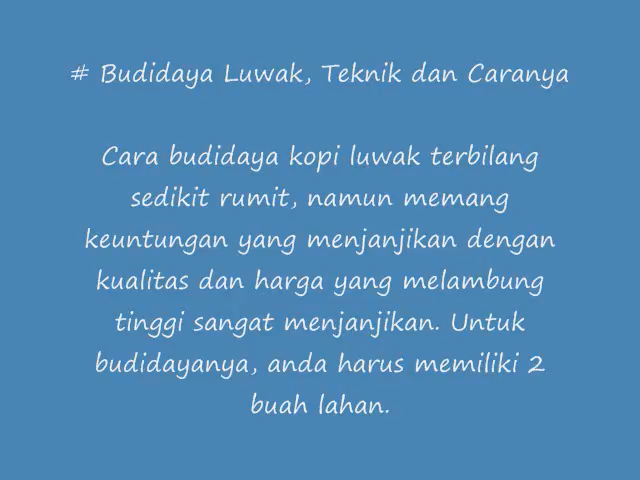 # Budidaya Luwak, Teknik dan Caranya
Cara budidaya kopi luwak terbilang
sedikit rumit, namun memang
keuntungan yang menjanjikan dengan
kualitas dan harga yang melambung
tinggi sangat menjanjikan. Untuk
budidayanya, anda harus memiliki 2
buah lahan.